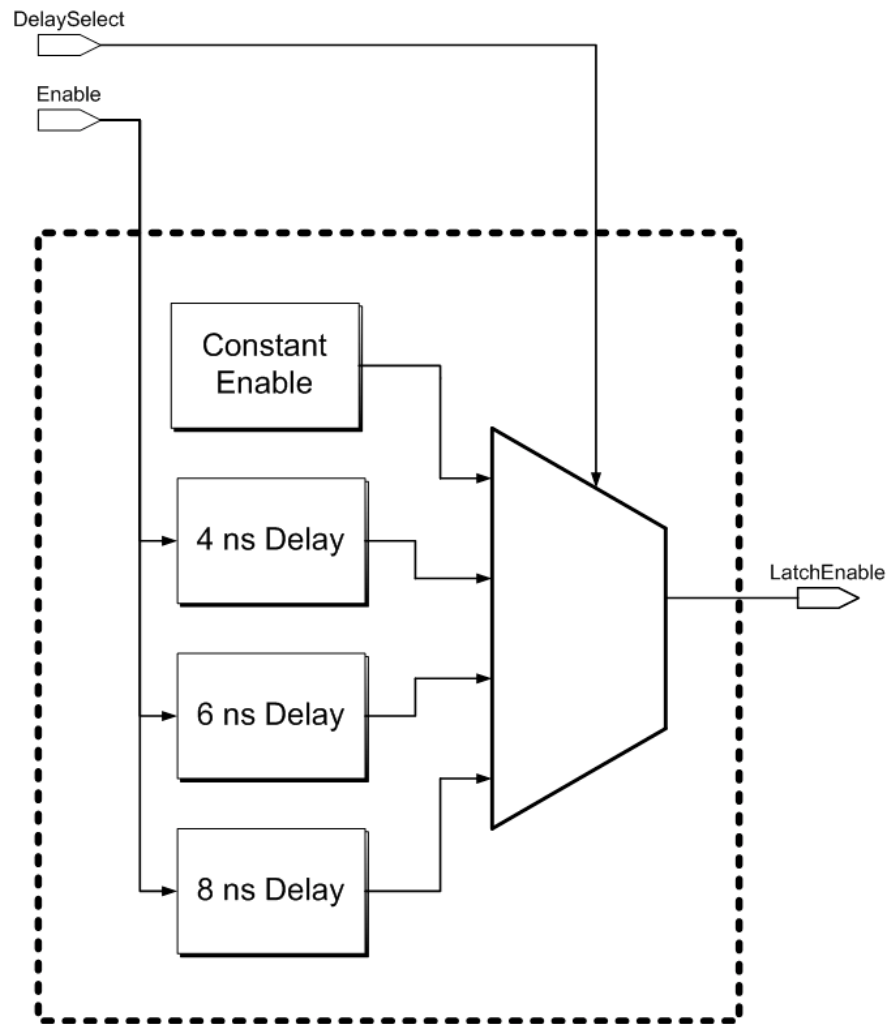 DelaySelect
Enable
Constant
Enable
4 ns Delay
6 ns Delay
8 ns Delay
LatchEnable